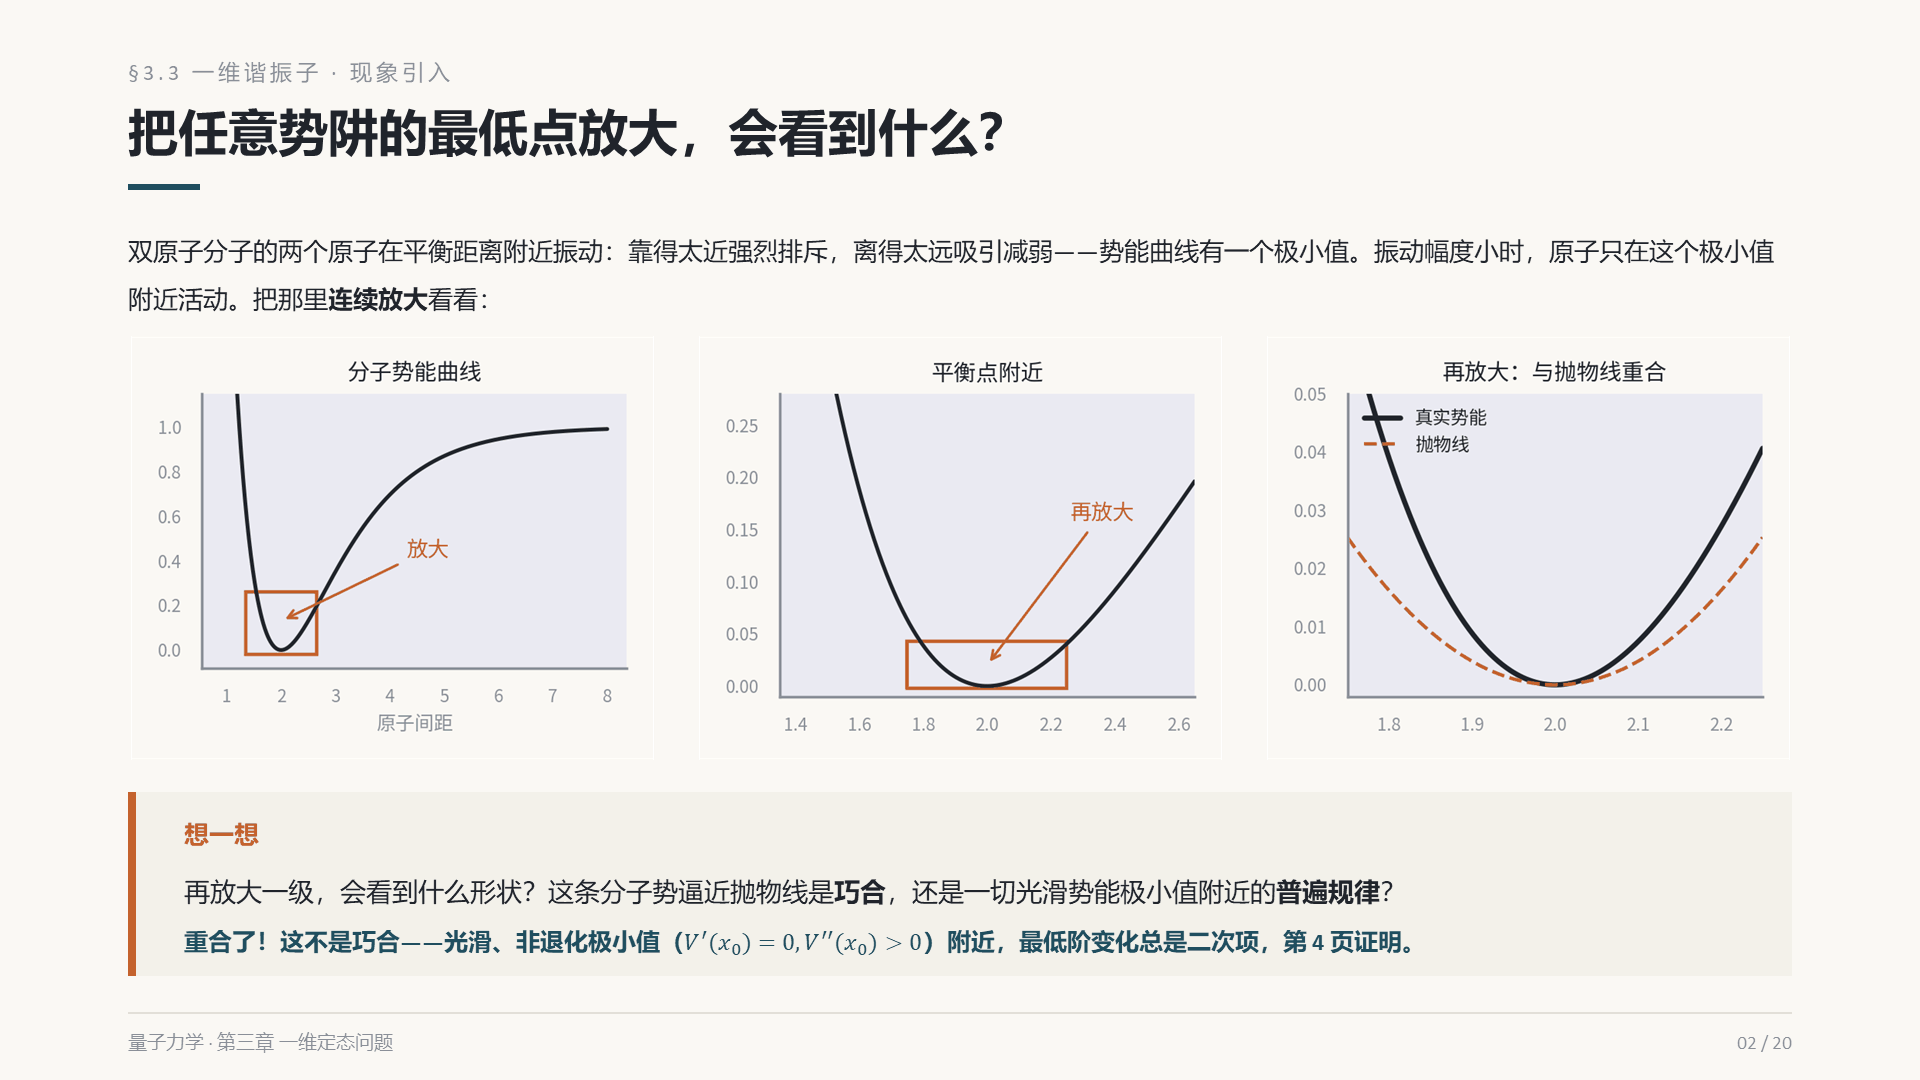 §3.3 一维谐振子 · 现象引入
把任意势阱的最低点放大，会看到什么？
双原子分子的两个原子在平衡距离附近振动：靠得太近强烈排斥，离得太远吸引减弱——势能曲线有一个极小值。振动幅度小时，原子只在这个极小值
附近活动。把那里连续放大看看：
分子势能曲线
1.0
0.8
0.6
0.4
0.2
0.0
放大
1 2 3 4 5 6 7 8
原子间距
平衡点附近
0.25
0.20
0.15
0.10
0.05
0.00
再放大
1.4 1.6 1.8 2.0 2.2 2.4 2.6
再放大：与抛物线重合
0.05
0.04
0.03
0.02
0.01
0.00
真实势能
抛物线
1.8 1.9 2.0 2.1 2.2
想一想
再放大一级，会看到什么形状？这条分子势逼近抛物线是巧合，还是一切光滑势能极小值附近的普遍规律？
重合了！这不是巧合——光滑、非退化极小值（V′(x₀) = 0, V″(x₀) > 0）附近，最低阶变化总是二次项，第 4 页证明。
量子力学 · 第三章 一维定态问题
02 / 20